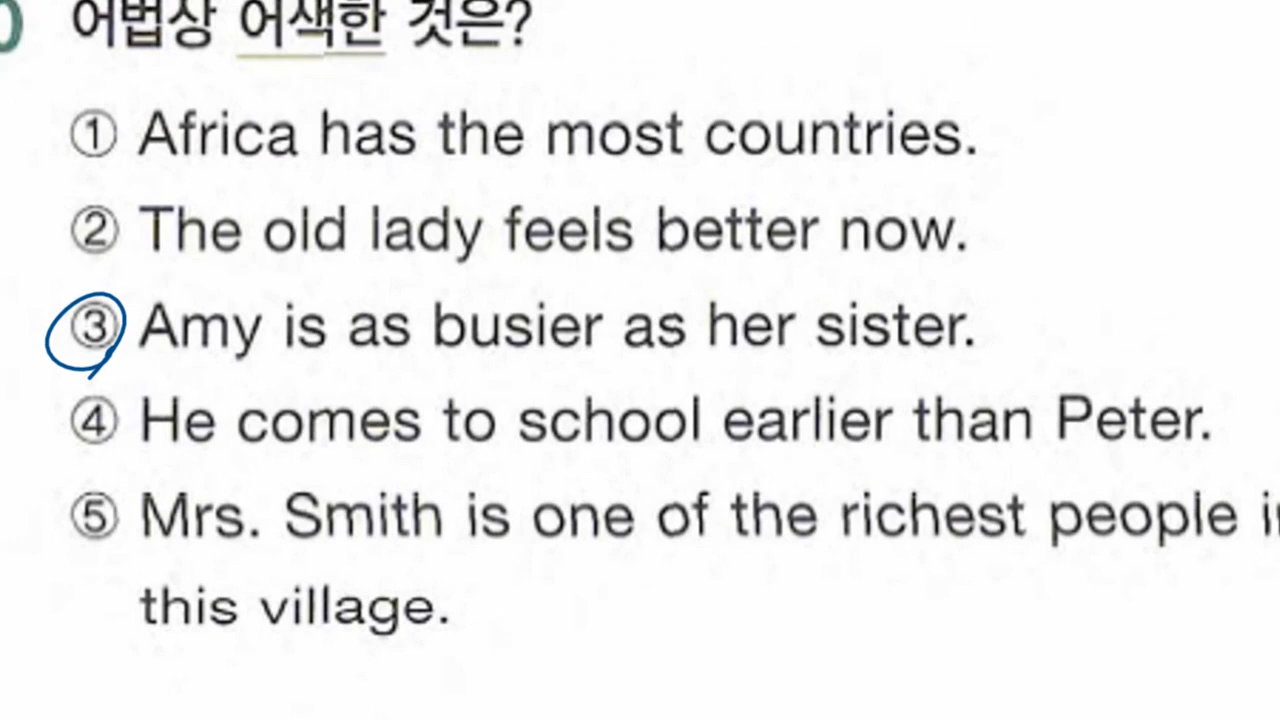 어법상 어색한 것은?
① Africa has the most countries.
② The old lady feels better now.
③ Amy is as busier as her sister.
④ He comes to school earlier than Peter.
⑤ Mrs. Smith is one of the richest people in
this village.